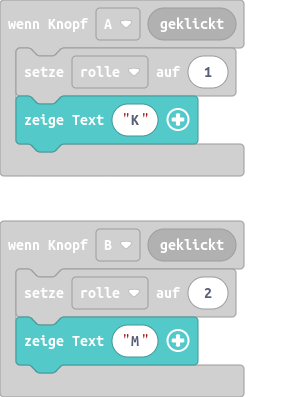 wenn Knopf A geklickt
setze rolle auf 1
zeige Text "K"
wenn Knopf B geklickt
setze rolle auf 2
zeige Text "M"